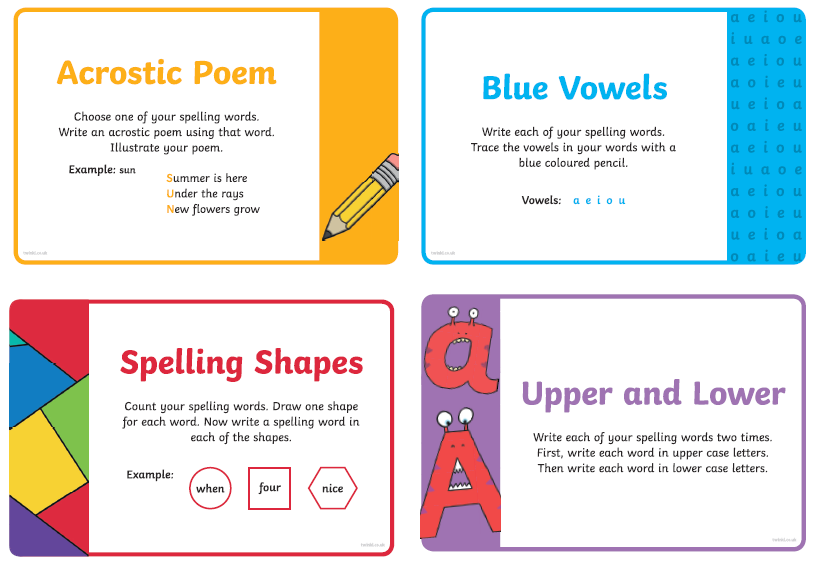 Acrostic Poem
Choose one of your spelling words.
Write an acrostic poem using that word.
Illustrate your poem.
Example: sun
Summer is here
Under the rays
New flowers grow
twinkl.co.uk
Blue Vowels
Write each of your spelling words.
Trace the vowels in your words with a
blue coloured pencil.
Vowels: a e i o u
twinkl.co.uk
a e i o u
i u a o e
a e i o u
a o i e u
u e i o a
o a i e u
a e i o u
i u a o e
a e i o u
a o i e u
u e i o a
o a i e u
Spelling Shapes
Count your spelling words. Draw one shape
for each word. Now write a spelling word in
each of the shapes.
Example:
when
four
nice
twinkl.co.uk
a
A
Upper and Lower
Write each of your spelling words two times.
First, write each word in upper case letters.
Then write each word in lower case letters.
twinkl.co.uk